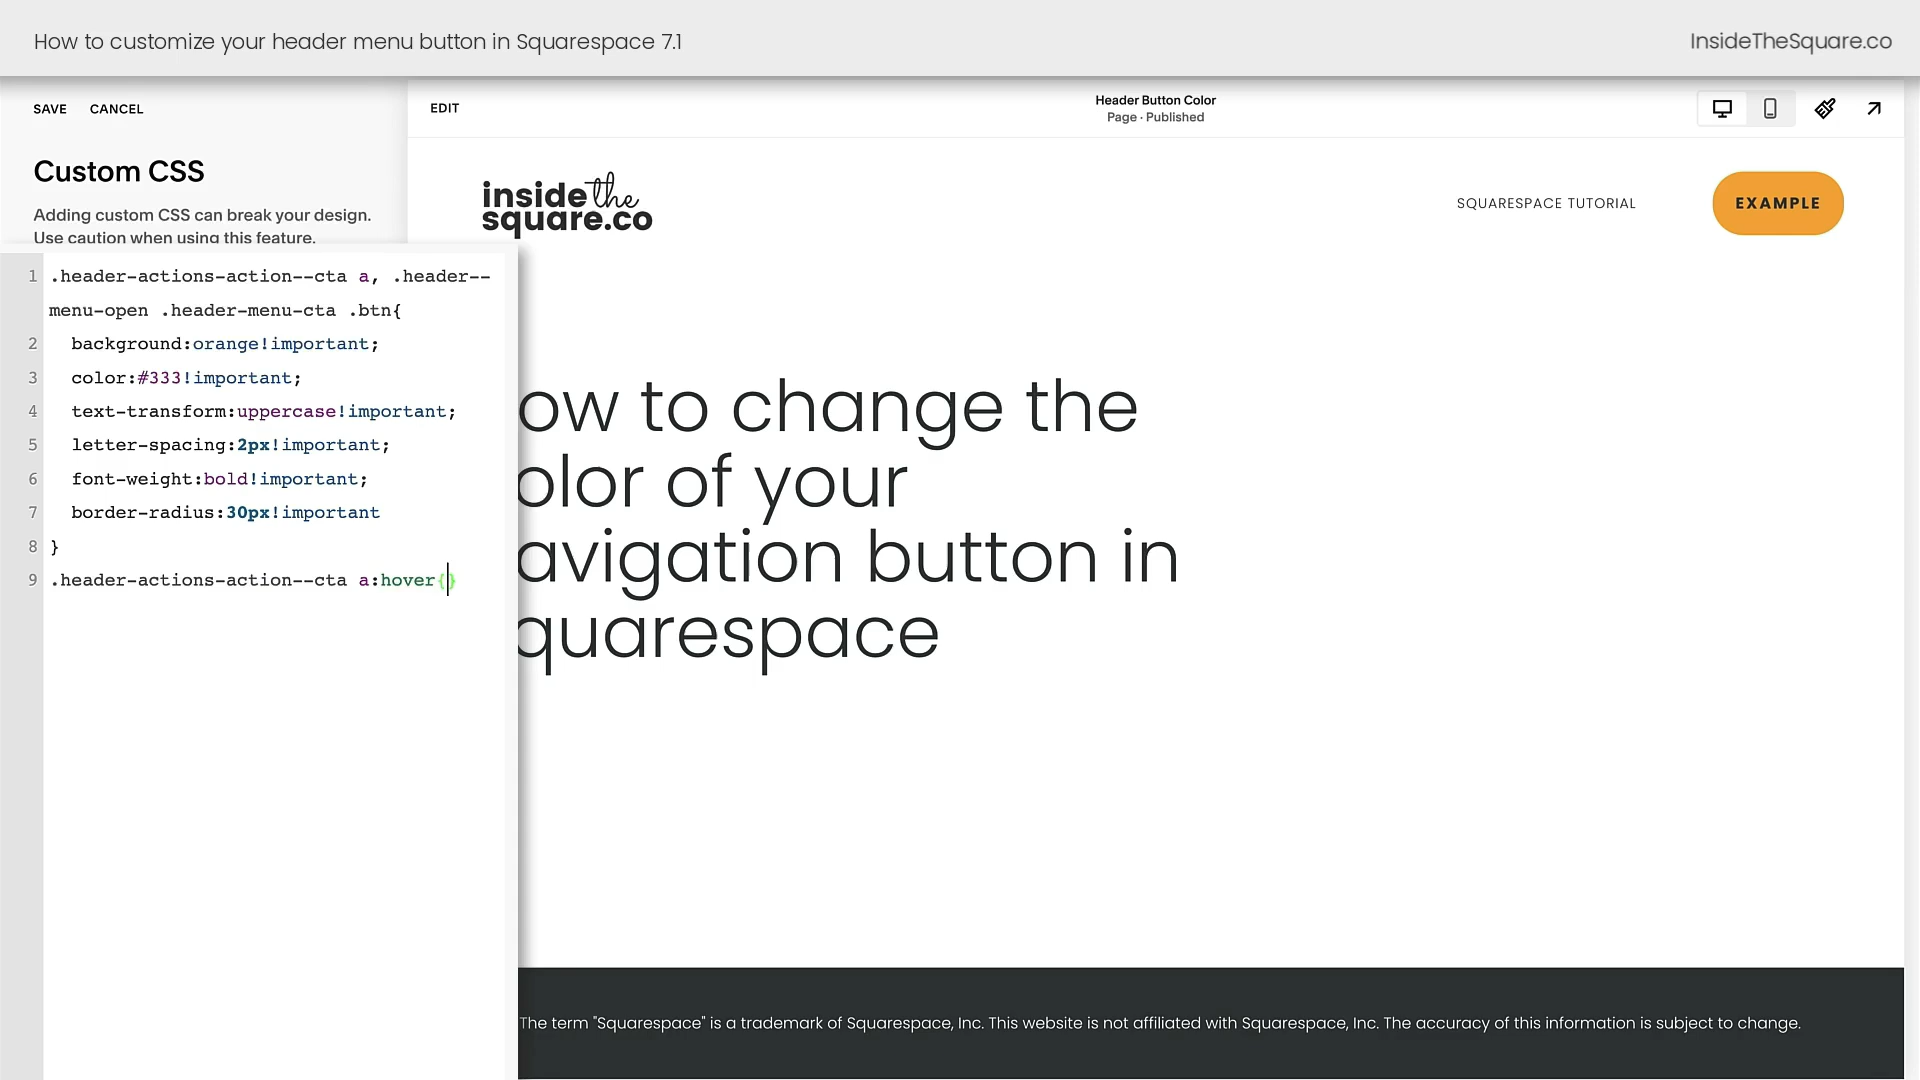 How to customize your header menu button in Squarespace 7.1
InsideTheSquare.co
SAVE CANCEL
EDIT
Header Button Color
Page · Published
Custom CSS
Adding custom CSS can break your design.
Use caution when using this feature.
inside the
square.co
SQUARESPACE TUTORIAL
EXAMPLE
1 .header-actions-action--cta a, .header--
menu-open .header-menu-cta .btn{
2 background:orange!important;
3 color:#333!important;
4 text-transform:uppercase!important;
5 letter-spacing:2px!important;
6 font-weight:bold!important;
7 border-radius:30px!important
8 }
9 .header-actions-action--cta a:hover{}
ow to change the
olor of your
avigation button in
quarespace
The term "Squarespace" is a trademark of Squarespace, Inc. This website is not affiliated with Squarespace, Inc. The accuracy of this information is subject to change.